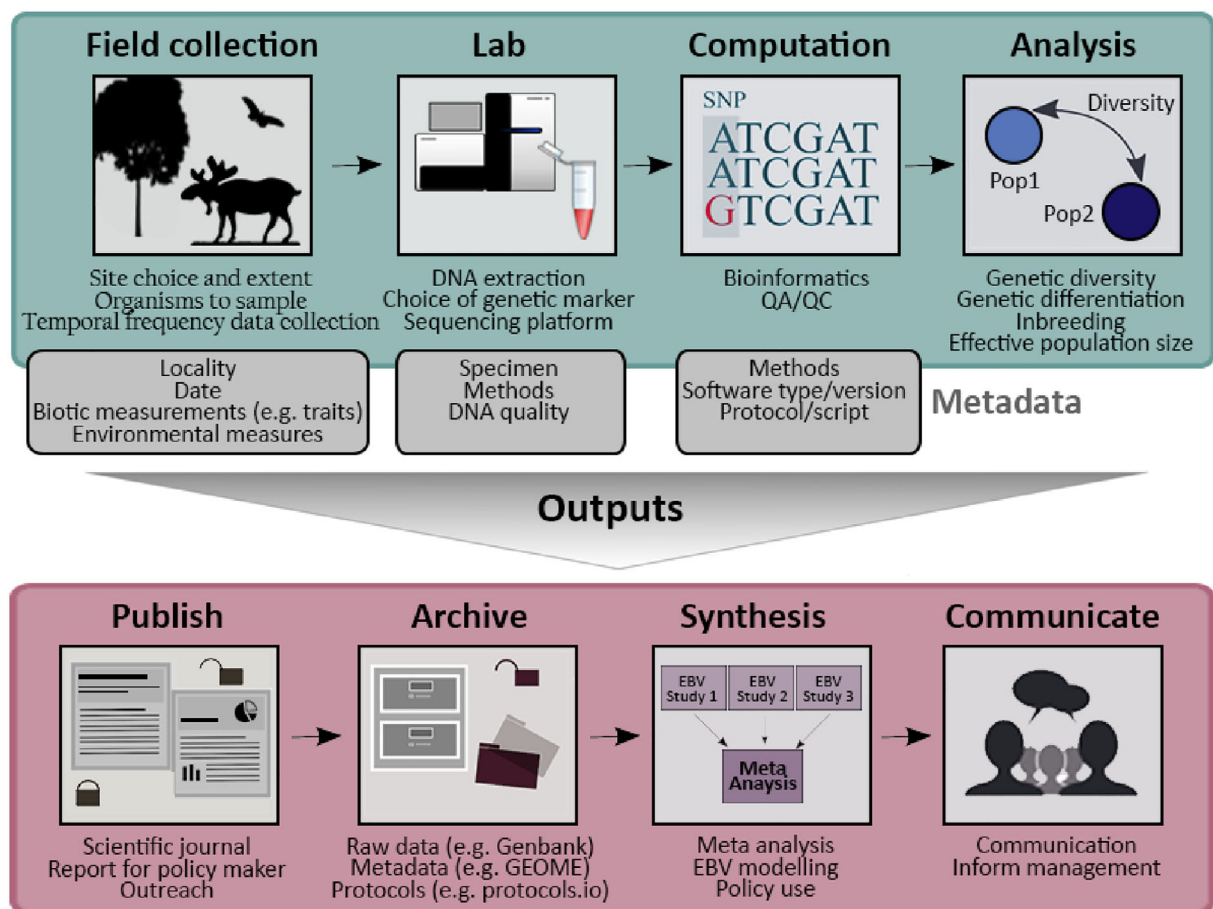 Field collection
Lab
Computation
Analysis
SNP
ATCGAT
ATCGAT
GTCGAT
Diversity
Pop1
Pop2
Site choice and extent
Organisms to sample
Temporal frequency data collection
DNA extraction
Choice of genetic marker
Sequencing platform
Bioinformatics
QA/QC
Genetic diversity
Genetic differentiation
Inbreeding
Effective population size
Locality
Date
Biotic measurements (e.g. traits)
Environmental measures
Specimen
Methods
DNA quality
Methods
Software type/version
Protocol/script
Metadata
Outputs
Publish
Archive
Synthesis
Communicate
EBV
Study 1
EBV
Study 2
EBV
Study 3
Meta
Anaysis
Scientific journal
Report for policy maker
Outreach
Raw data (e.g. Genbank)
Metadata (e.g. GEOME)
Protocols (e.g. protocols.io)
Meta analysis
EBV modelling
Policy use
Communication
Inform management